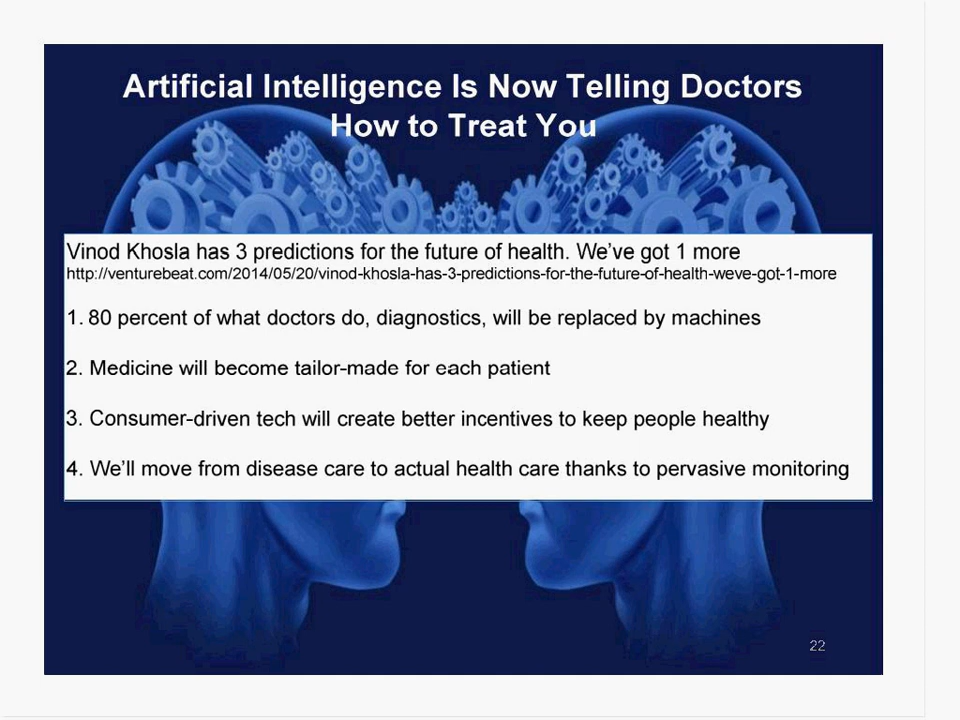 Artificial Intelligence Is Now Telling Doctors
How to Treat You
Vinod Khosla has 3 predictions for the future of health. We've got 1 more
http://venturebeat.com/2014/05/20/vinod-khosla-has-3-predictions-for-the-future-of-health-weve-got-1-more
1. 80 percent of what doctors do, diagnostics, will be replaced by machines
2. Medicine will become tailor-made for each patient
3. Consumer-driven tech will create better incentives to keep people healthy
4. We'll move from disease care to actual health care thanks to pervasive monitoring
22